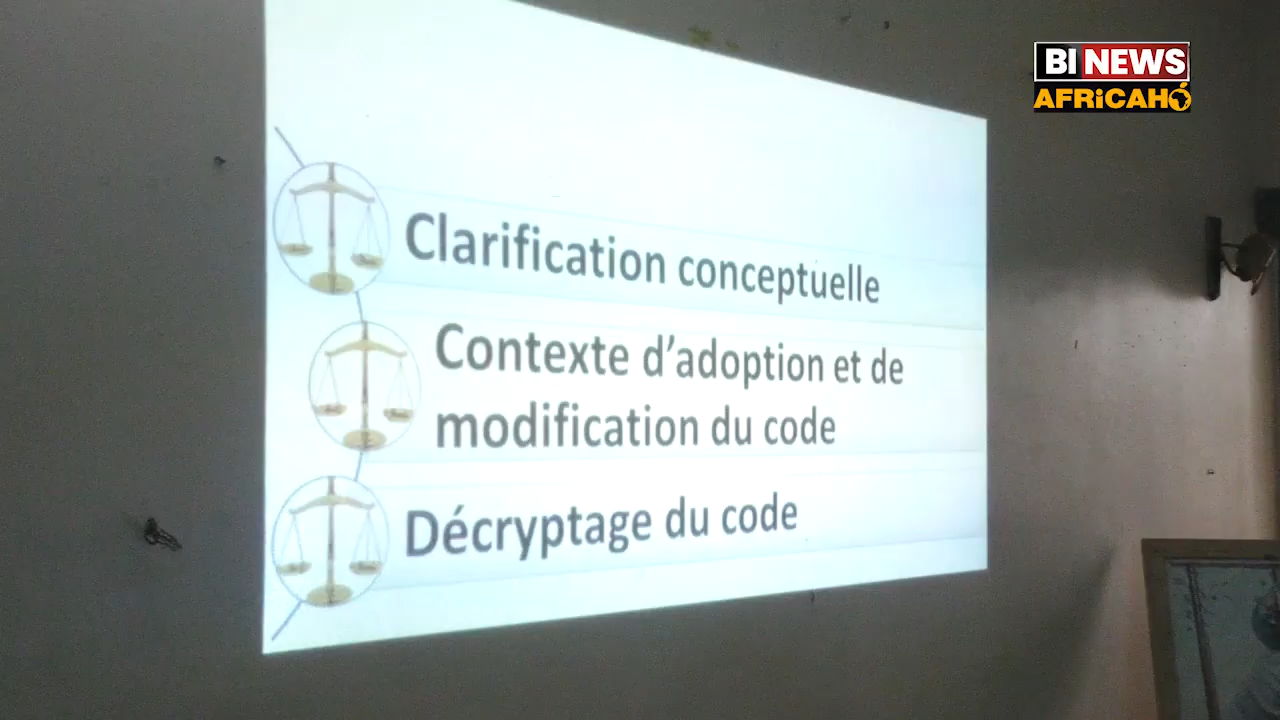 BI NEWS
AFRiCAHÓ
Clarification conceptuelle
Contexte d'adoption et de
modification du code
Décryptage du code